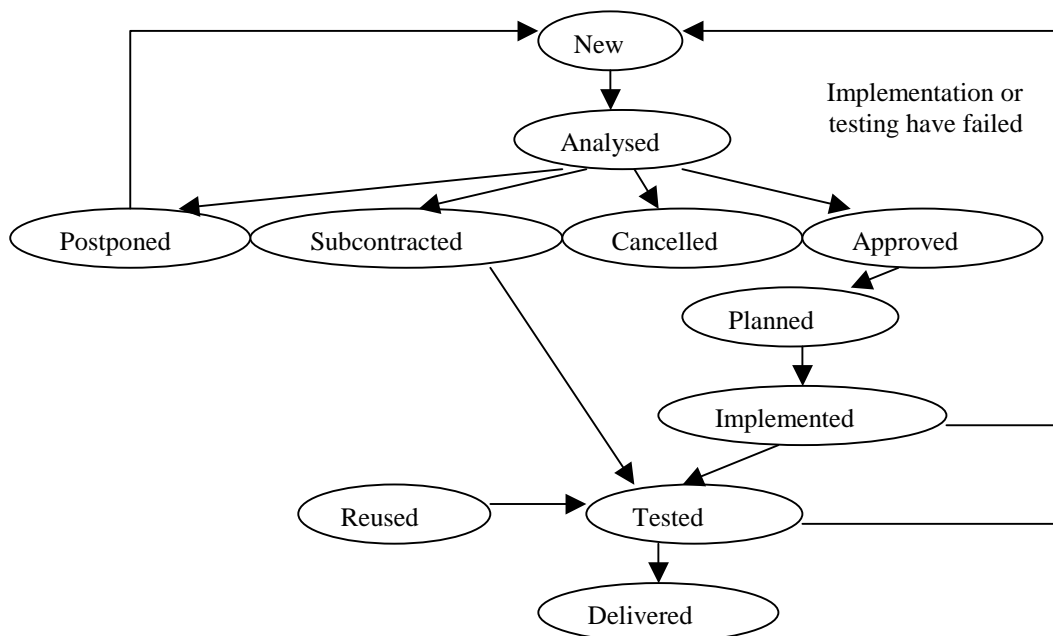 New
Implementation or
testing have failed
Analysed
Postponed
Subcontracted
Cancelled
Approved
Planned
Implemented
Reused
Tested
Delivered